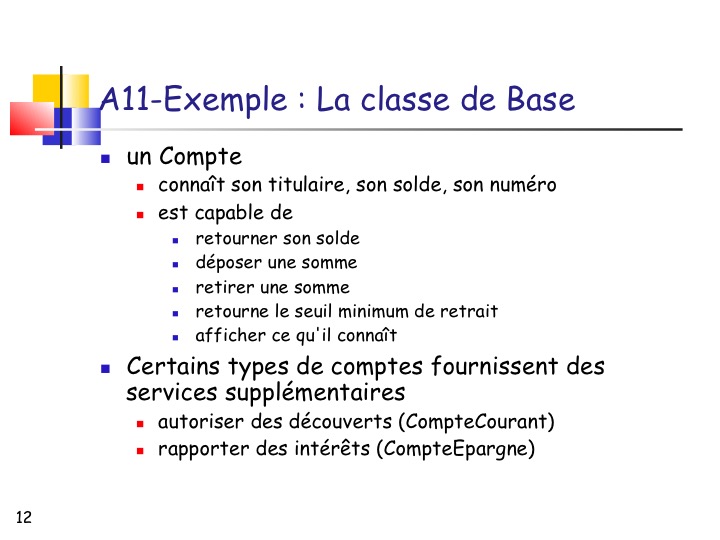 A11-Exemple : La classe de Base
un Compte
connaît son titulaire, son solde, son numéro
est capable de
retourner son solde
déposer une somme
retirer une somme
retourne le seuil minimum de retrait
afficher ce qu'il connaît
Certains types de comptes fournissent des
services supplémentaires
autoriser des découverts (CompteCourant)
rapporter des intérêts (CompteEpargne)
12